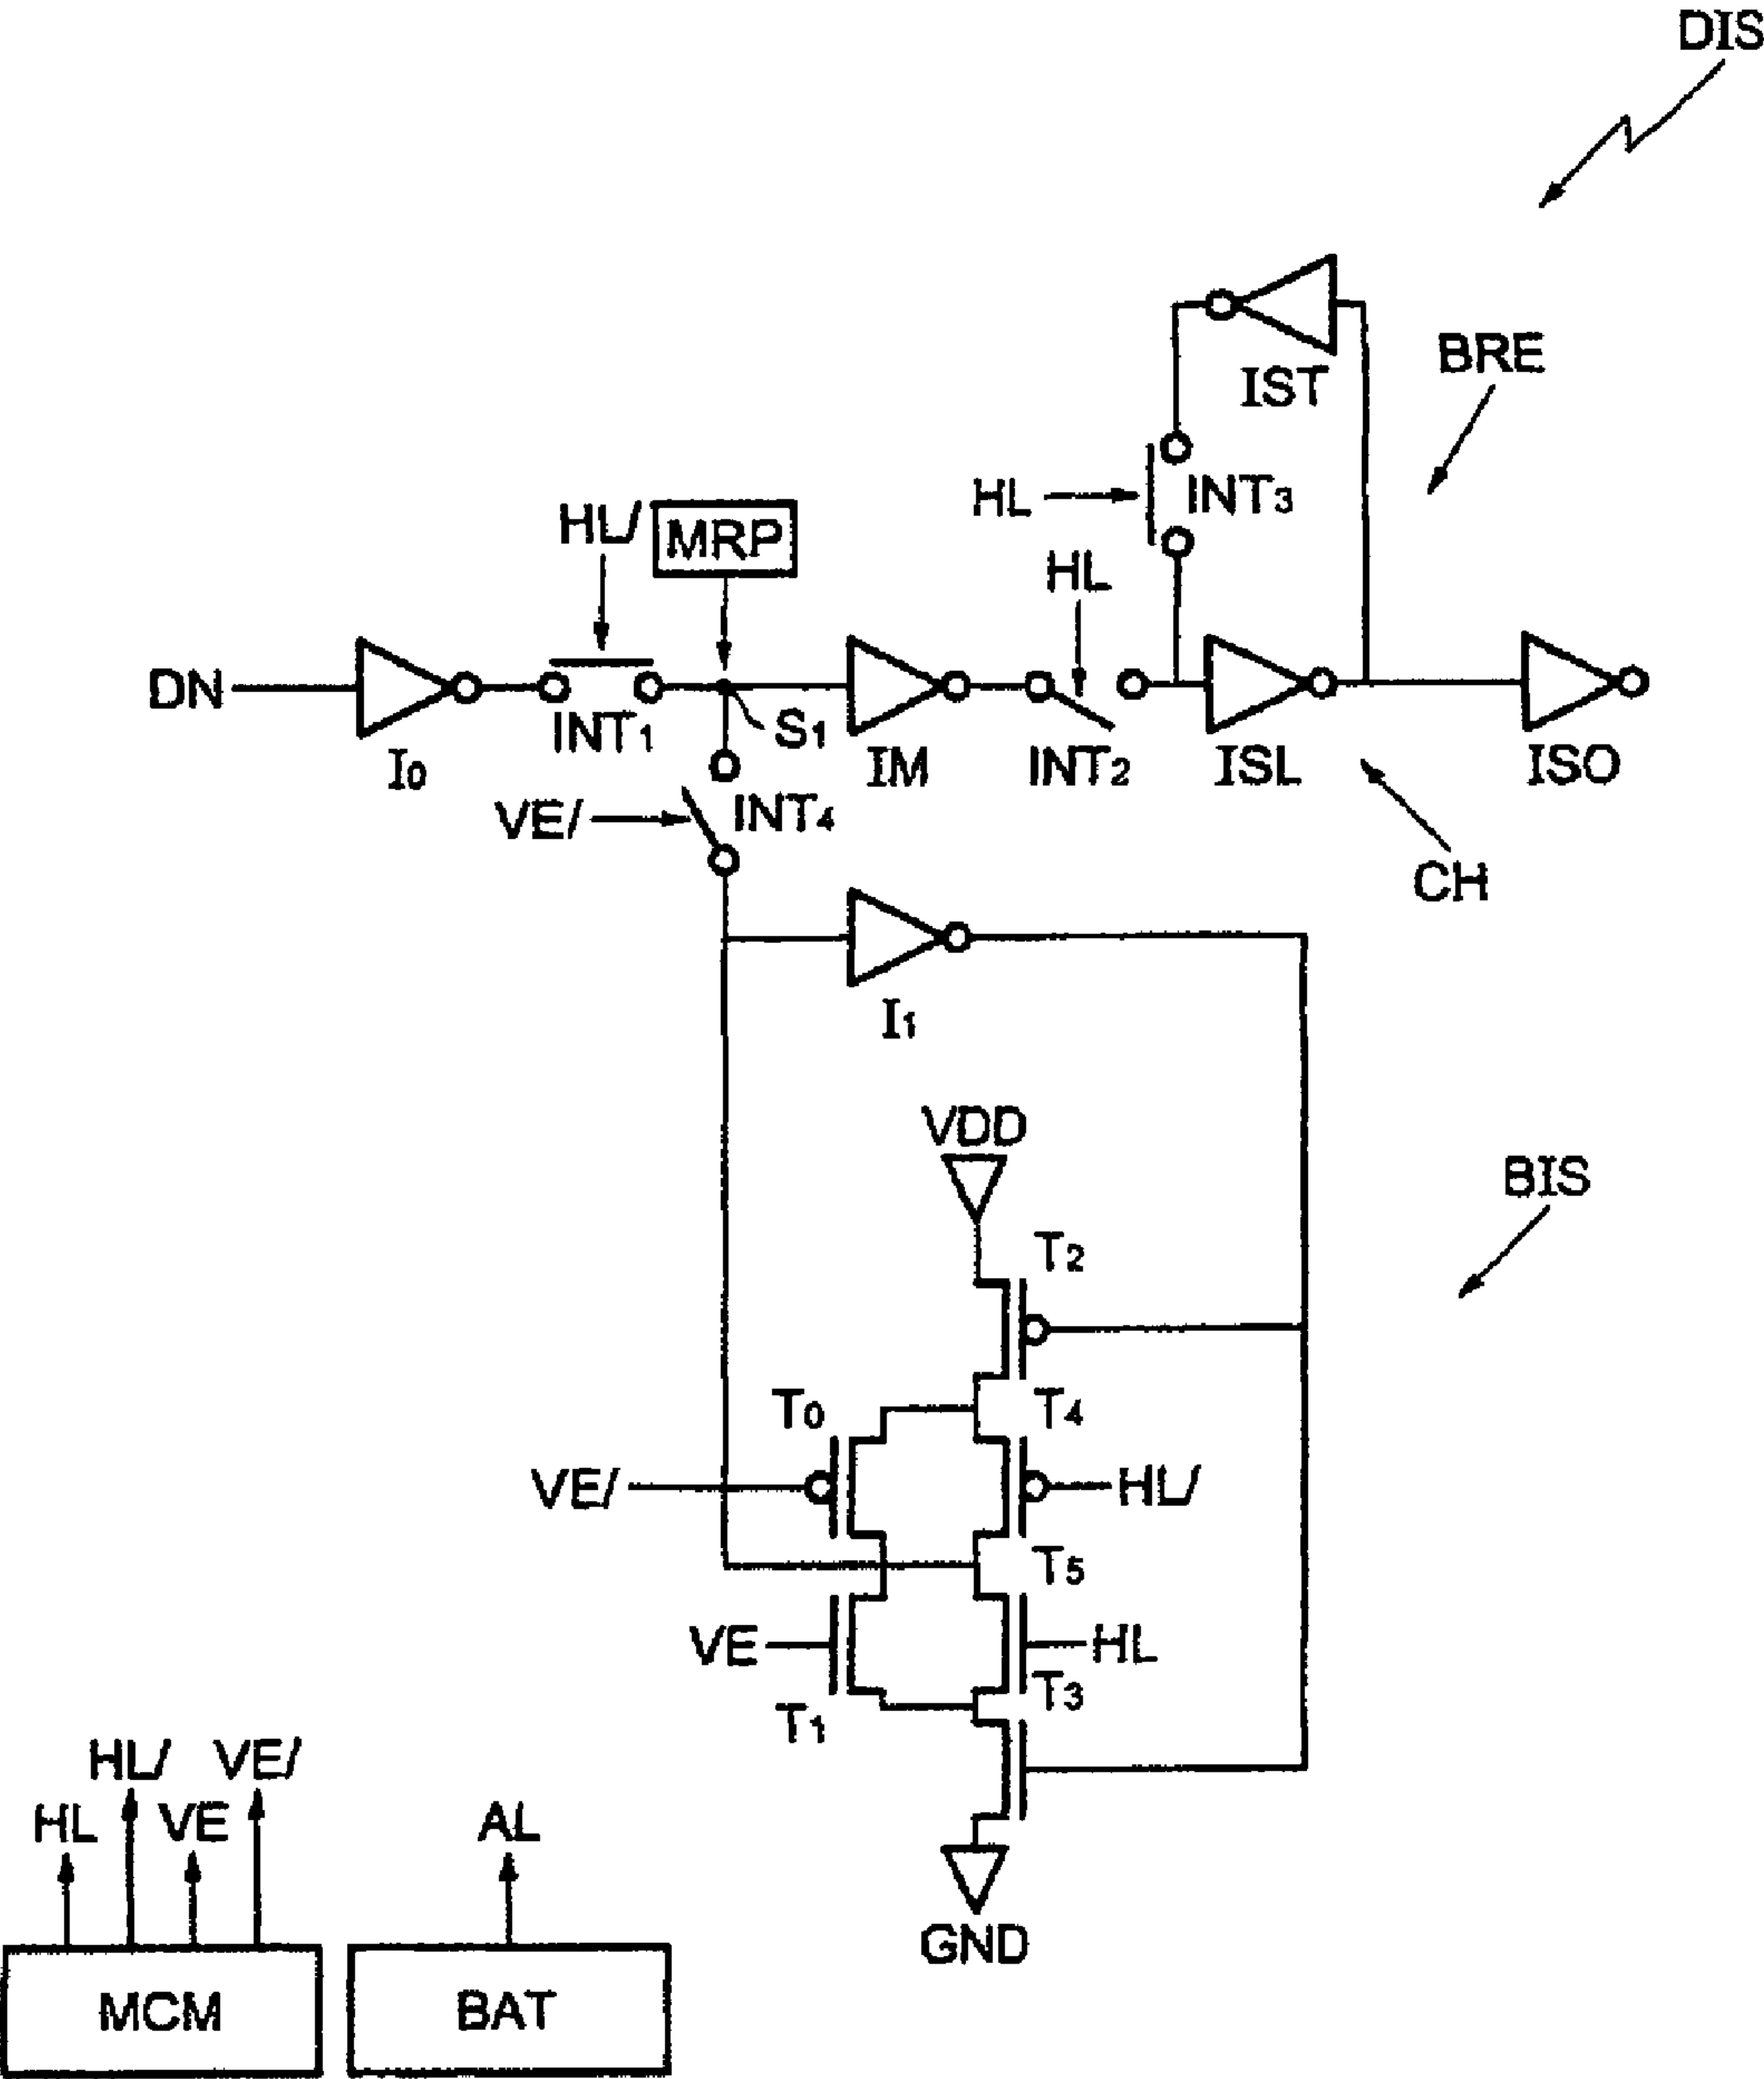 DIS
IST
BRE
HL
INT3
HL/
MRP
HL
DN
I0
INT1
S1
IM
INT2
ISL
ISO
VE/
INT4
CH
I1
VDD
BIS
T2
T0
T4
VE/
HL/
T5
VE
HL
T3
T1
HL/
VE/
HL
VE
AL
GND
MCM
BAT